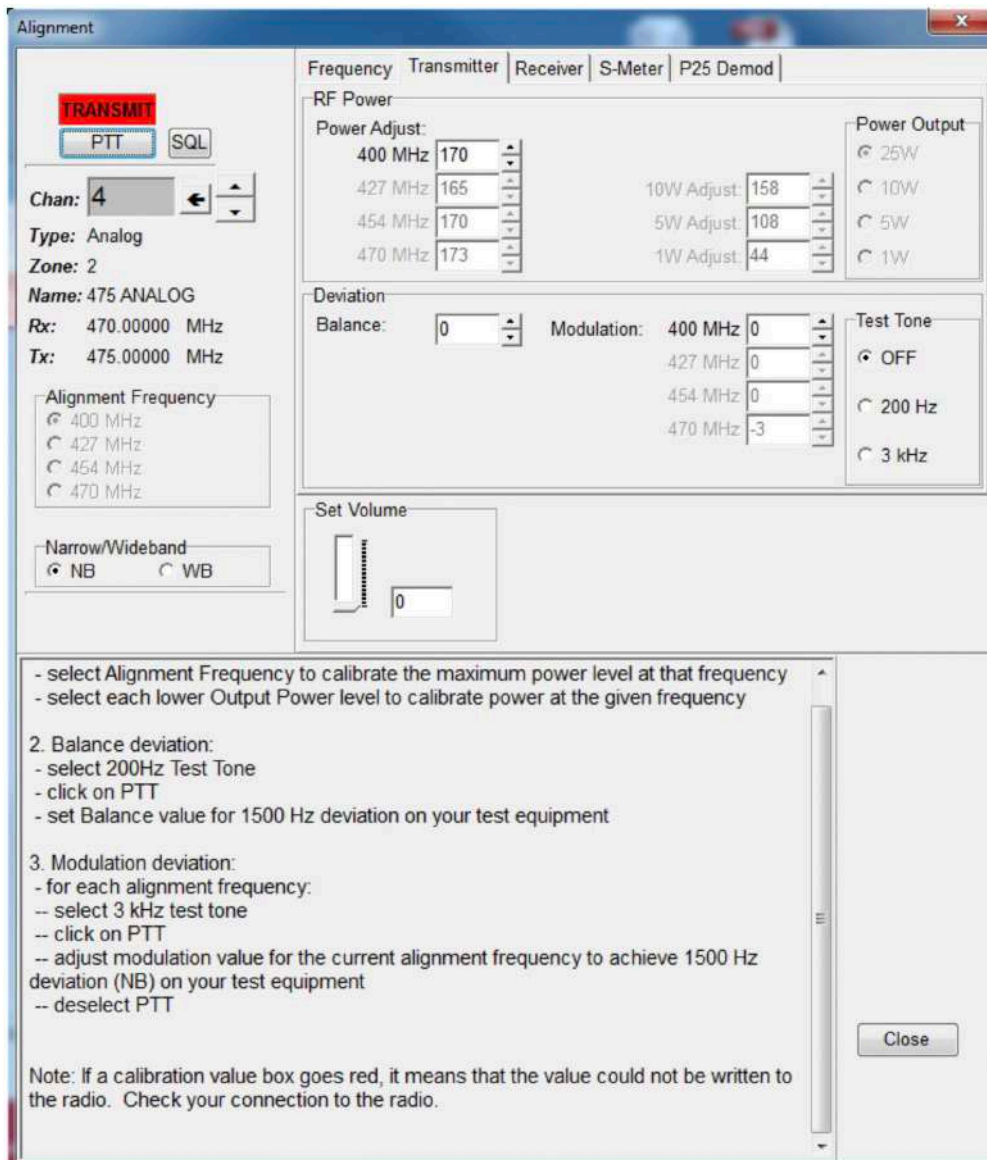 Alignment
TRANSMIT
PTT SQL
Chan: 4
Type: Analog
Zone: 2
Name: 475 ANALOG
Rx: 470.00000 MHz
Tx: 475.00000 MHz
Alignment Frequency
400 MHz
427 MHz
454 MHz
470 MHz
Narrow/Wideband
NB WB
Frequency Transmitter Receiver S-Meter P25 Demod
RF Power
Power Adjust:
400 MHz 170
427 MHz 165
454 MHz 170
470 MHz 173
10W Adjust: 158
5W Adjust: 108
1W Adjust: 44
Power Output
25W
10W
5W
1W
Deviation
Balance: 0
Modulation: 400 MHz 0
427 MHz 0
454 MHz 0
470 MHz -3
Test Tone
OFF
200 Hz
3 kHz
Set Volume
0
- select Alignment Frequency to calibrate the maximum power level at that frequency
- select each lower Output Power level to calibrate power at the given frequency
2. Balance deviation:
- select 200Hz Test Tone
- click on PTT
- set Balance value for 1500 Hz deviation on your test equipment
3. Modulation deviation:
- for each alignment frequency:
-- select 3 kHz test tone
-- click on PTT
-- adjust modulation value for the current alignment frequency to achieve 1500 Hz
deviation (NB) on your test equipment
-- deselect PTT
Note: If a calibration value box goes red, it means that the value could not be written to
the radio. Check your connection to the radio.
Close